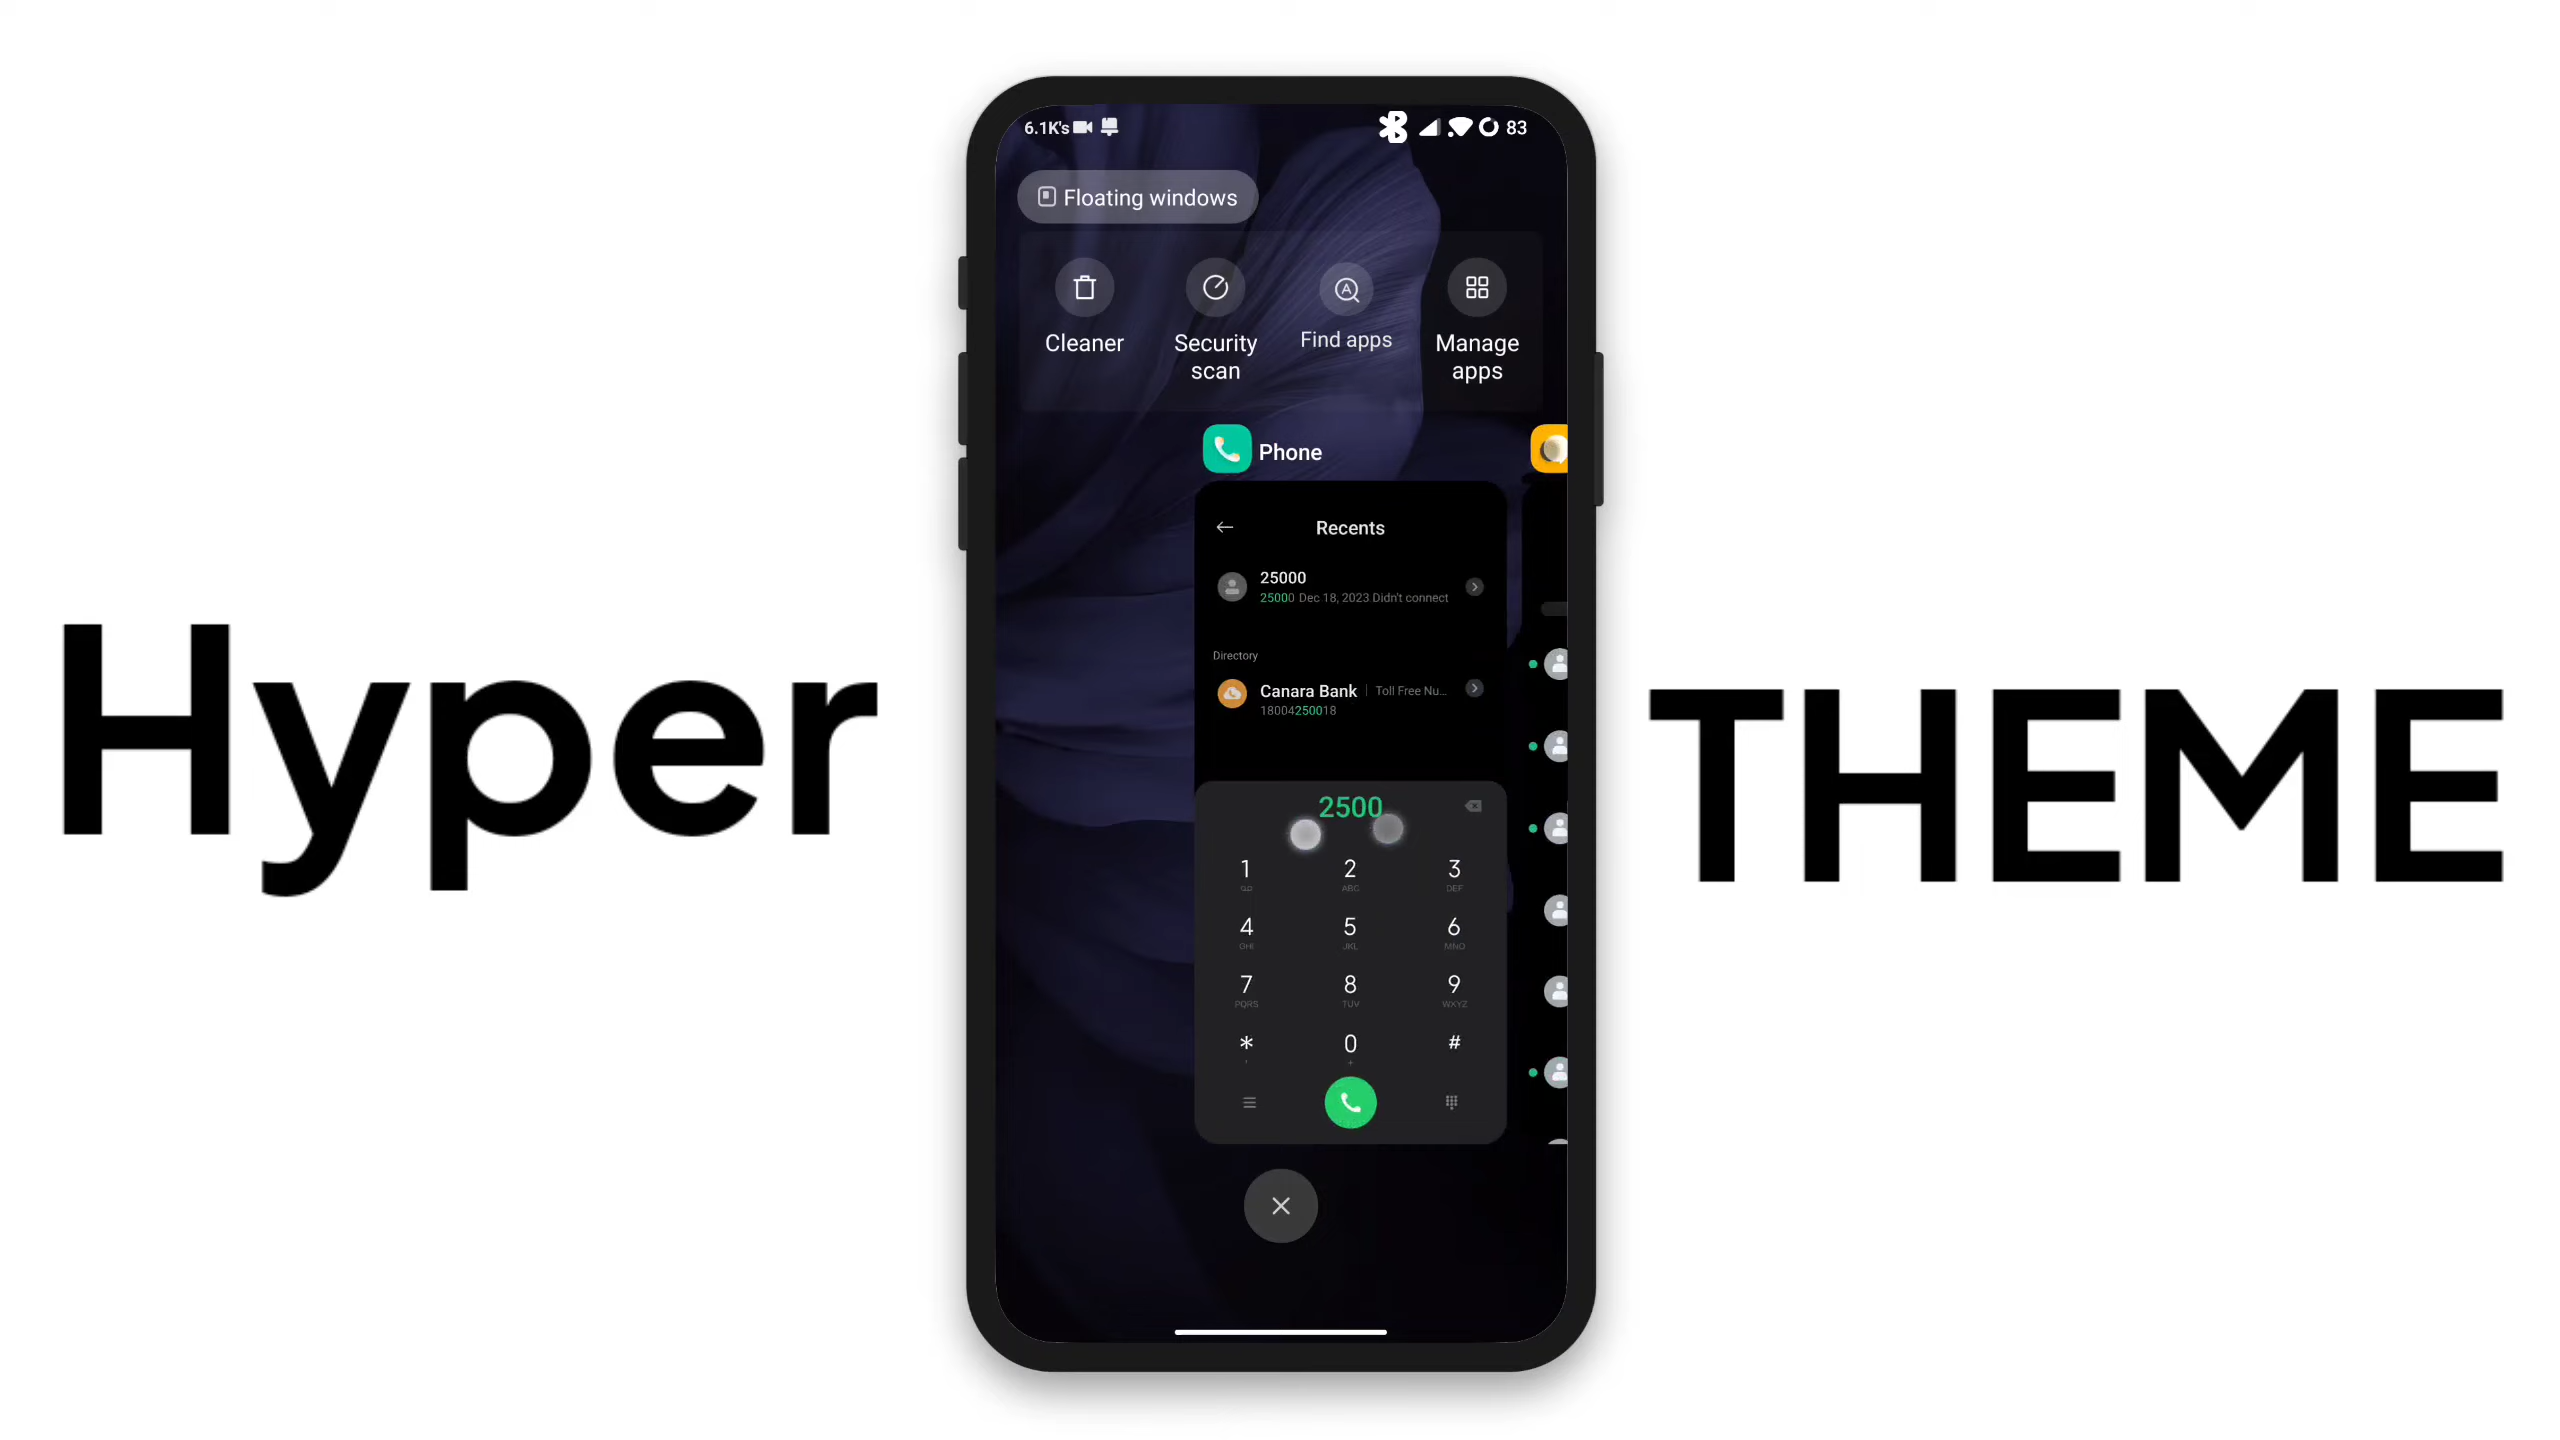 6.1K's
83
Floating windows
Cleaner
Security
scan
Find apps
Manage
apps
Phone
Recents
25000
25000 Dec 18, 2023 Didn't connect
Directory
Canara Bank | Toll Free Nu...
18004250018
2500
1 2 3
ABC DEF
4 5 6
GHI JKL MNO
7 8 9
PQRS TUV WXYZ
* 0 #
, +
Hyper
THEME